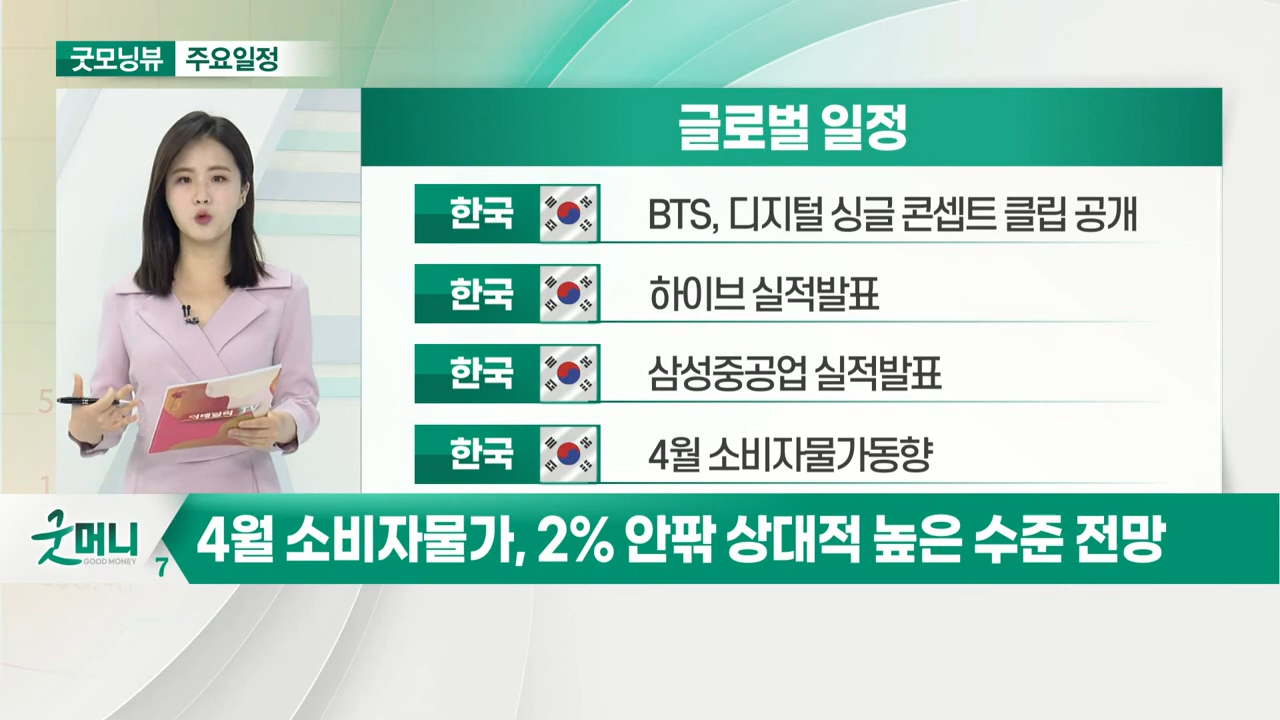 굿모닝뷰 주요일정
글로벌 일정
한국 BTS, 디지털 싱글 콘셉트 클립 공개
한국 하이브 실적발표
한국 삼성중공업 실적발표
한국 4월 소비자물가동향
5
1
굿머니
GOOD MONEY
7
4월 소비자물가, 2% 안팎 상대적 높은 수준 전망